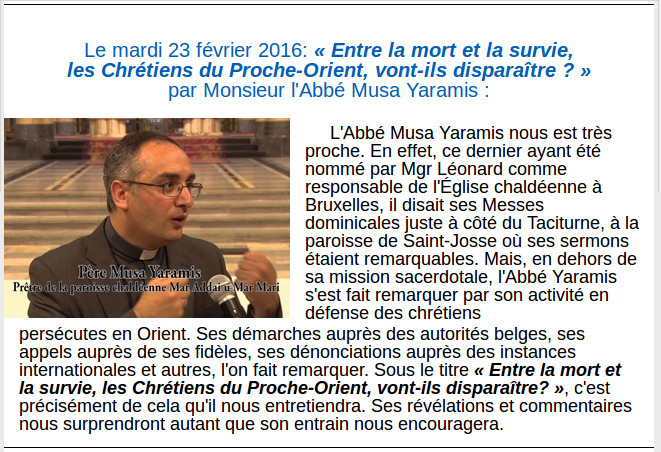 Le mardi 23 février 2016: « Entre la mort et la survie,
les Chrétiens du Proche-Orient, vont-ils disparaître ? »
par Monsieur l'Abbé Musa Yaramis :
L'Abbé Musa Yaramis nous est très
proche. En effet, ce dernier ayant été
nommé par Mgr Léonard comme
responsable de l'Église chaldéenne à
Bruxelles, il disait ses Messes
dominicales juste à côté du Taciturne, à la
paroisse de Saint-Josse où ses sermons
étaient remarquables. Mais, en dehors de
sa mission sacerdotale, l'Abbé Yaramis
s'est fait remarquer par son activité en
défense des chrétiens
Père Musa Yaramis
Prêtre de la paroisse chaldéenne Mar Addai u Mar Mari
persécutes en Orient. Ses démarches auprès des autorités belges, ses
appels auprès de ses fidèles, ses dénonciations auprès des instances
internationales et autres, l'on fait remarquer. Sous le titre « Entre la mort et
la survie, les Chrétiens du Proche-Orient, vont-ils disparaître? », c'est
précisément de cela qu'il nous entretiendra. Ses révélations et commentaires
nous surprendront autant que son entrain nous encouragera.